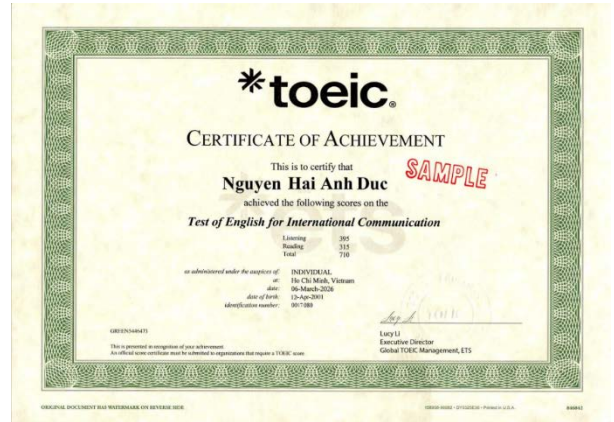 *toeic®
CERTIFICATE OF ACHIEVEMENT
This is to certify that
SAMPLE
Nguyen Hai Anh Duc
achieved the following scores on the
Test of English for International Communication
ets
Listening 395
Reading 315
Total 710
as administered under the auspices of: INDIVIDUAL
at: Ho Chi Minh, Vietnam
date: 06-March-2026
date of birth:
identification number:
Lucy Li
Executive Director
Global TOEIC Management, ETS
This is presented in recognition of your achievement.
An official score certificate must be submitted to organizations that require a TOEIC score.
ORIGINAL DOCUMENT HAS WATERMARK ON REVERSE SIDE
Printed in U.S.A.